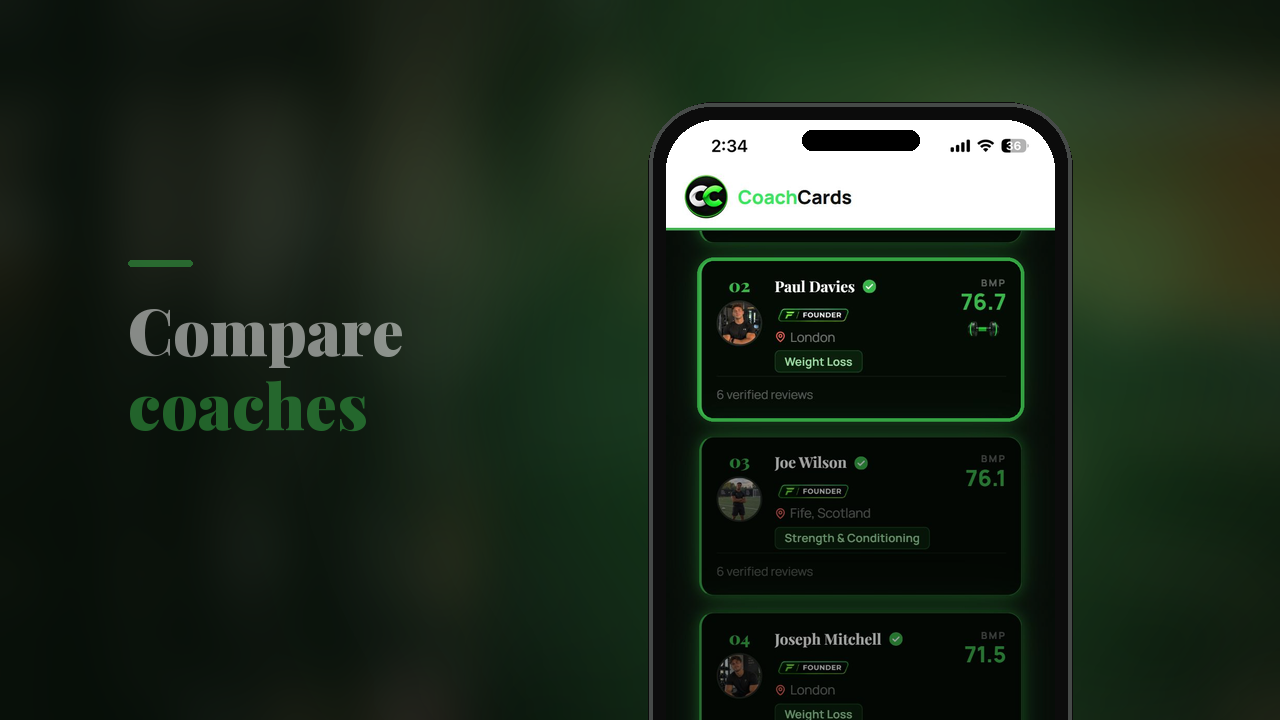 Compare
coaches
2:34
36
CC
CoachCards
02
Paul Davies
BMP
76.7
FOUNDER
London
Weight Loss
6 verified reviews
03
Joe Wilson
BMP
76.1
FOUNDER
Fife, Scotland
Strength & Conditioning
6 verified reviews
04
Joseph Mitchell
BMP
71.5
FOUNDER
London
Weight Loss